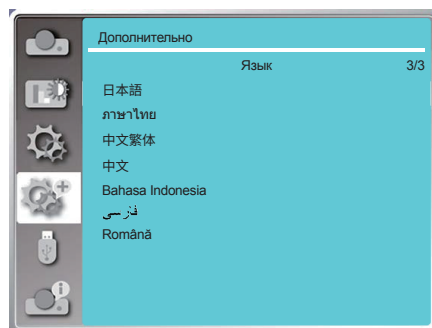 Дополнительно
Язык 3/3
日本語
ภาษาไทย
中文繁体
中文
Bahasa Indonesia
فارسی
Română